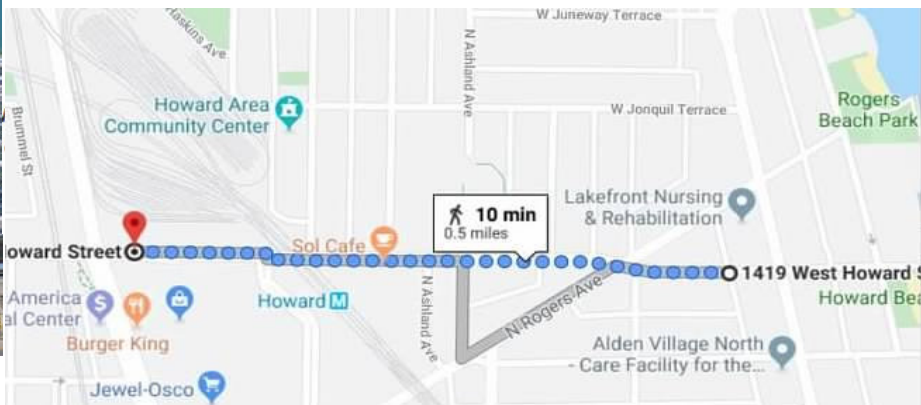 Haskins Ave
W Juneway Terrace
N Ashland Ave
Brummel St
Howard Area
Community Center
W Jonquil Terrace
Rogers
Beach Park
Lakefront Nursing
& Rehabilitation
10 min
0.5 miles
oward Street
Sol Cafe
1419 West Howard S
America
al Center
Howard M
N Ashland Ave
N Rogers Ave
Howard Bea
Burger King
Alden Village North
- Care Facility for the...
Jewel-Osco